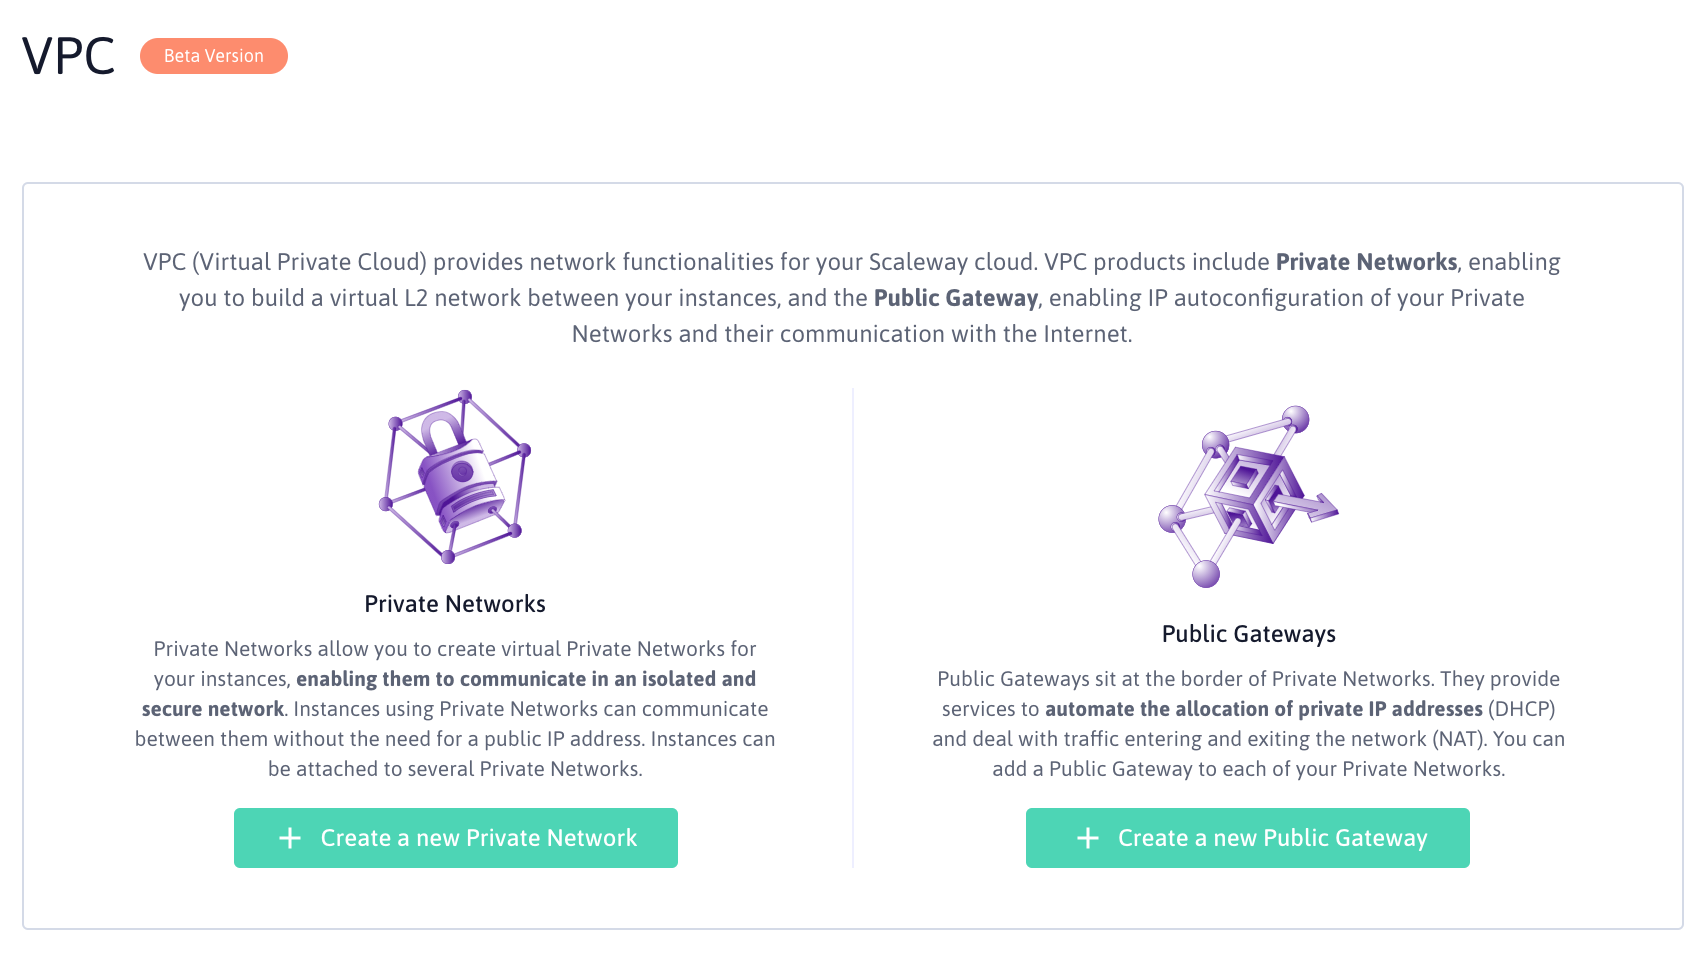 VPC
Beta Version
VPC (Virtual Private Cloud) provides network functionalities for your Scaleway cloud. VPC products include Private Networks, enabling
you to build a virtual L2 network between your instances, and the Public Gateway, enabling IP autoconfiguration of your Private
Networks and their communication with the Internet.
Private Networks
Private Networks allow you to create virtual Private Networks for
your instances, enabling them to communicate in an isolated and
secure network. Instances using Private Networks can communicate
between them without the need for a public IP address. Instances can
be attached to several Private Networks.
Create a new Private Network
Public Gateways
Public Gateways sit at the border of Private Networks. They provide
services to automate the allocation of private IP addresses (DHCP)
and deal with traffic entering and exiting the network (NAT). You can
add a Public Gateway to each of your Private Networks.
Create a new Public Gateway